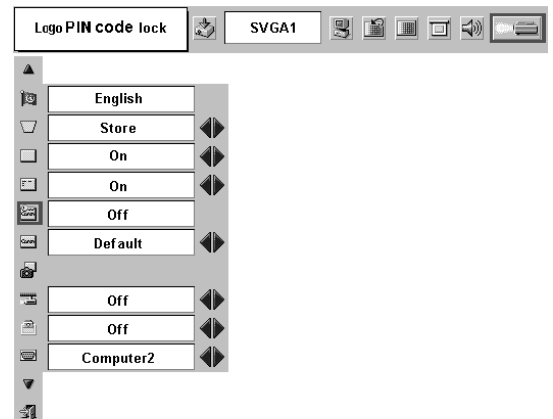 Logo PIN code lock
SVGA1
English
Store
On
On
Off
Default
Off
Off
Computer2